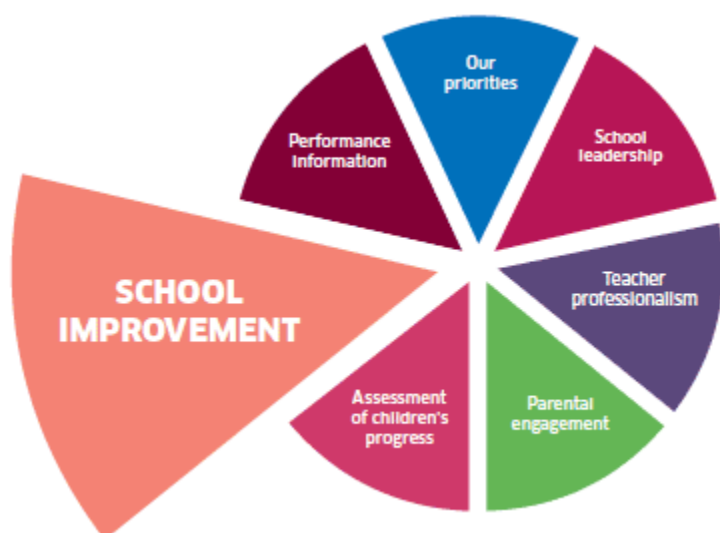 Our
priorities
School
leadership
Performance
information
Teacher
professionalism
SCHOOL
IMPROVEMENT
Assessment
of children's
progress
Parental
engagement